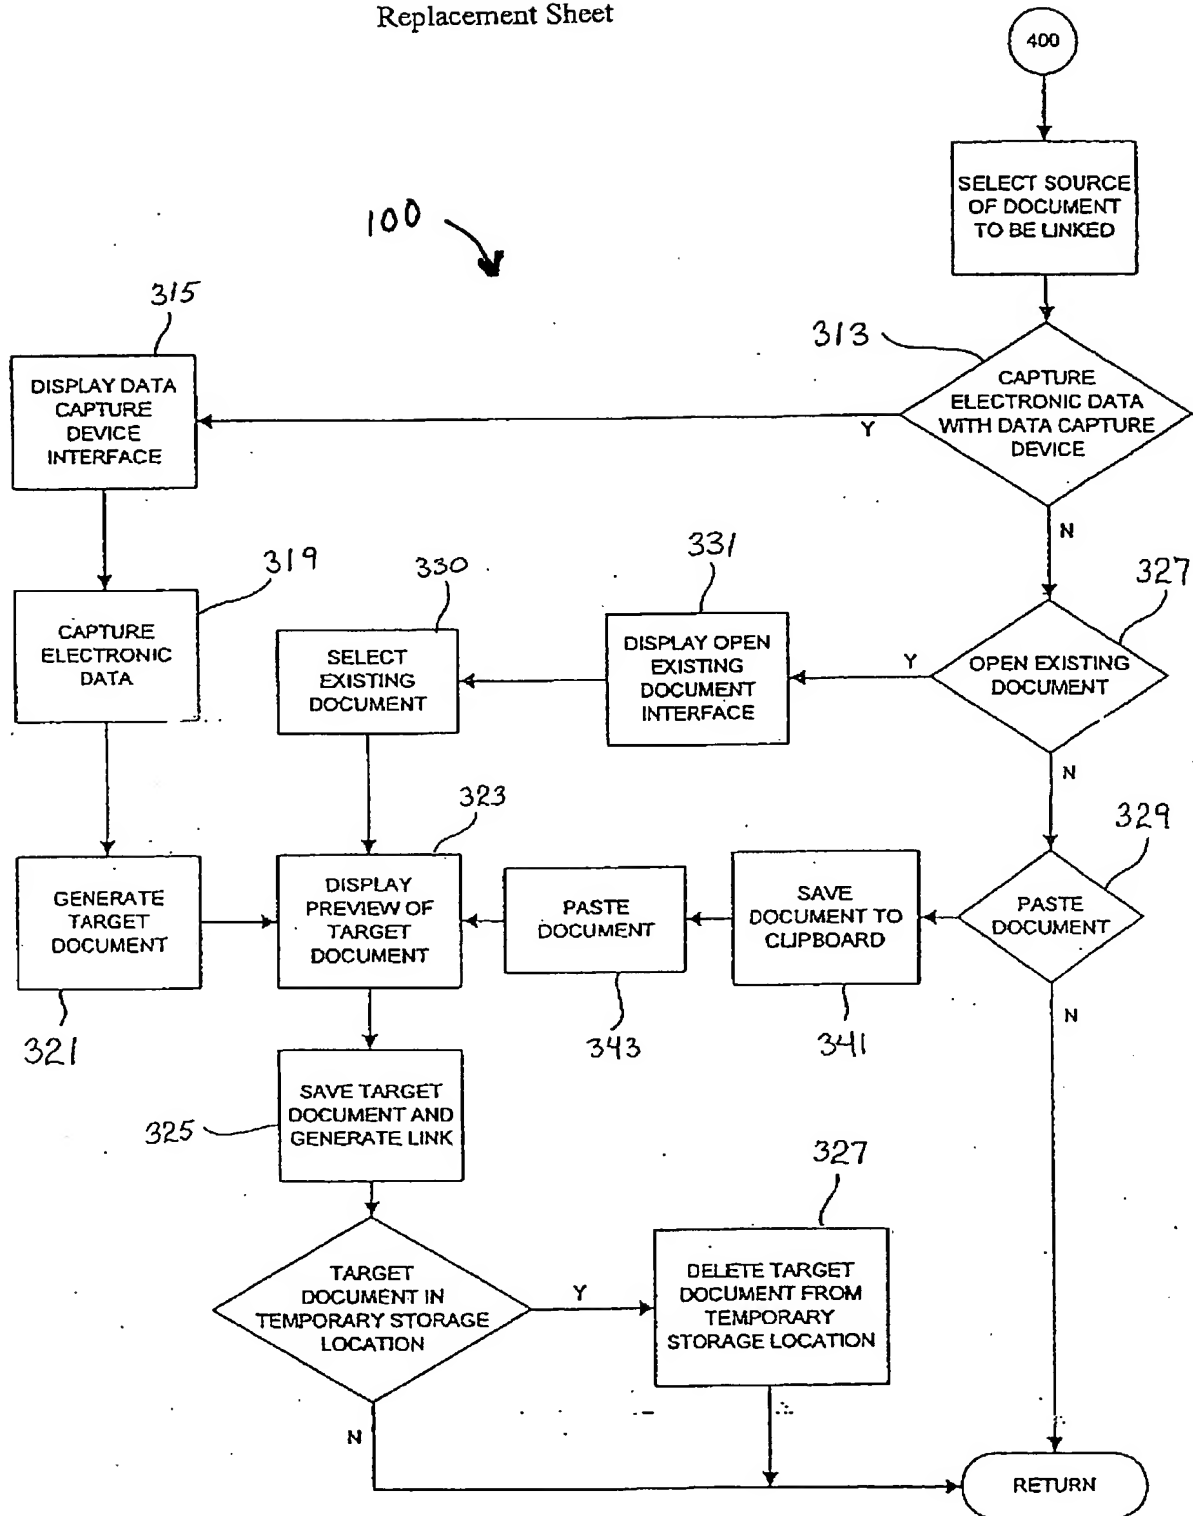 Replacement Sheet
400
SELECT SOURCE
OF DOCUMENT
TO BE LINKED
100
315
313
DISPLAY DATA
CAPTURE
DEVICE
INTERFACE
CAPTURE
ELECTRONIC DATA
WITH DATA CAPTURE
DEVICE
Y
N
319
330
331
327
CAPTURE
ELECTRONIC
DATA
SELECT
EXISTING
DOCUMENT
DISPLAY OPEN
EXISTING
DOCUMENT
INTERFACE
Y
OPEN EXISTING
DOCUMENT
N
323
329
GENERATE
TARGET
DOCUMENT
DISPLAY
PREVIEW OF
TARGET
DOCUMENT
PASTE
DOCUMENT
SAVE
DOCUMENT TO
CLIPBOARD
PASTE
DOCUMENT
N
321
343
341
SAVE TARGET
DOCUMENT AND
GENERATE LINK
325
327
TARGET
DOCUMENT IN
TEMPORARY STORAGE
LOCATION
Y
DELETE TARGET
DOCUMENT FROM
TEMPORARY
STORAGE LOCATION
N
RETURN